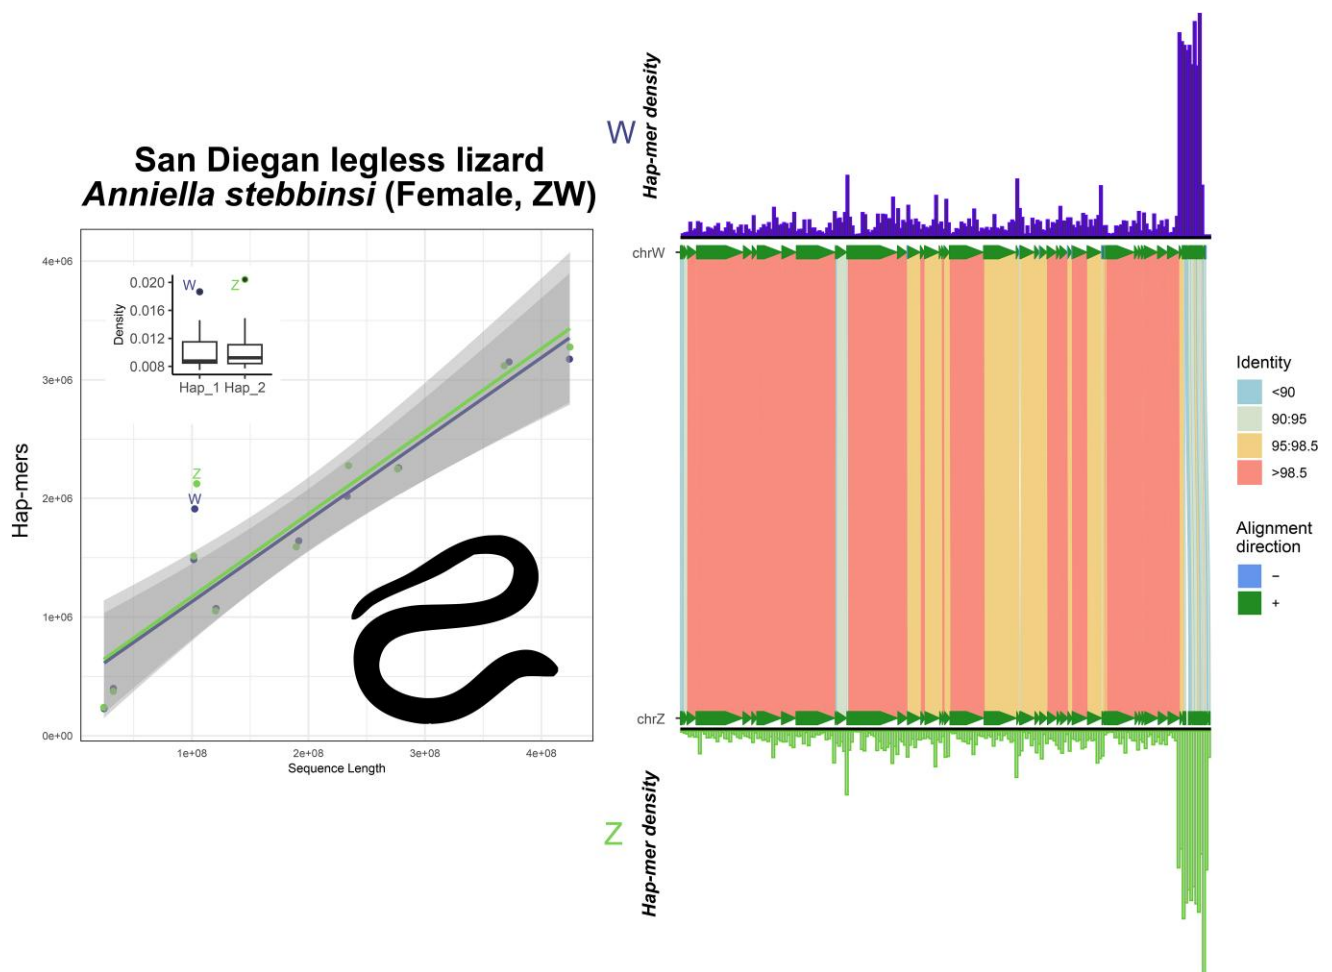 San Diegan legless lizard
Anniella stebbinsi (Female, ZW)
Hap-mers
4e+06
3e+06
2e+06
1e+06
0e+00
1e+08
2e+08
3e+08
4e+08
Sequence Length
Density
0.020
0.016
0.012
0.008
W
Z
Hap_1
Hap_2
Z
W
W
Hap-mer density
chrW
chrZ
Z
Hap-mer density
Identity
<90
90:95
95:98.5
>98.5
Alignment
direction
−
+